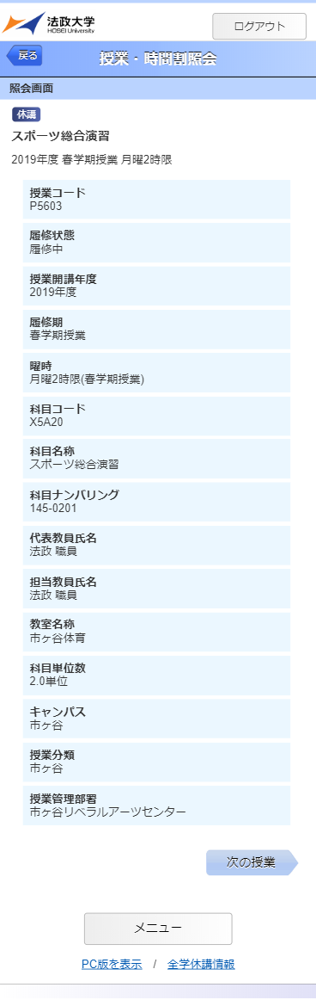 法政大学
HOSEI University
ログアウト
戻る
授業・時間割照会
照会画面
休講
スポーツ総合演習
2019年度 春学期授業 月曜2時限
授業コード
P5603
履修状態
履修中
授業開講年度
2019年度
履修期
春学期授業
曜時
月曜2時限(春学期授業)
科目コード
X5A20
科目名称
スポーツ総合演習
科目ナンバリング
145-0201
代表教員氏名
法政 職員
担当教員氏名
法政 職員
教室名称
市ヶ谷体育
科目単位数
2.0単位
キャンパス
市ヶ谷
授業分類
市ヶ谷
授業管理部署
市ヶ谷リベラルアーツセンター
次の授業
メニュー
PC版を表示 / 全学休講情報